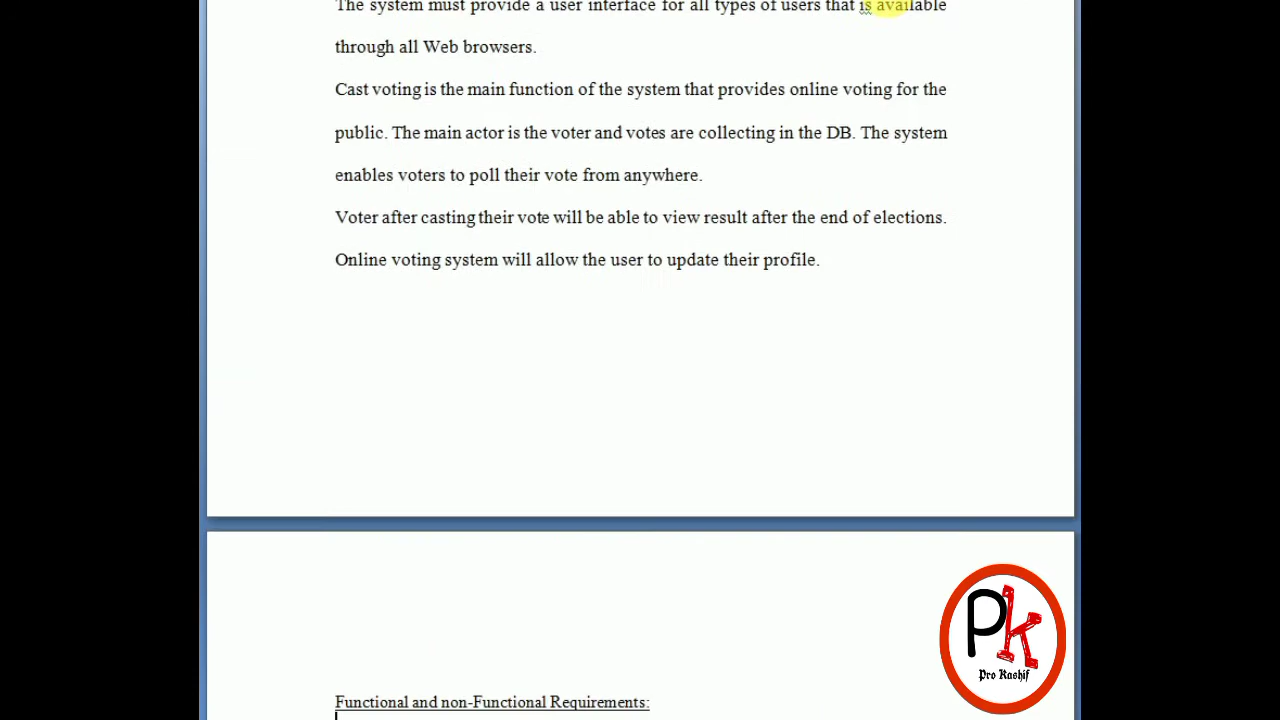 The system must provide a user interface for all types of users that is available
through all Web browsers.
Cast voting is the main function of the system that provides online voting for the
public. The main actor is the voter and votes are collecting in the DB. The system
enables voters to poll their vote from anywhere.
Voter after casting their vote will be able to view result after the end of elections.
Online voting system will allow the user to update their profile.
Pk
Pro Kashif
Functional and non-Functional Requirements: